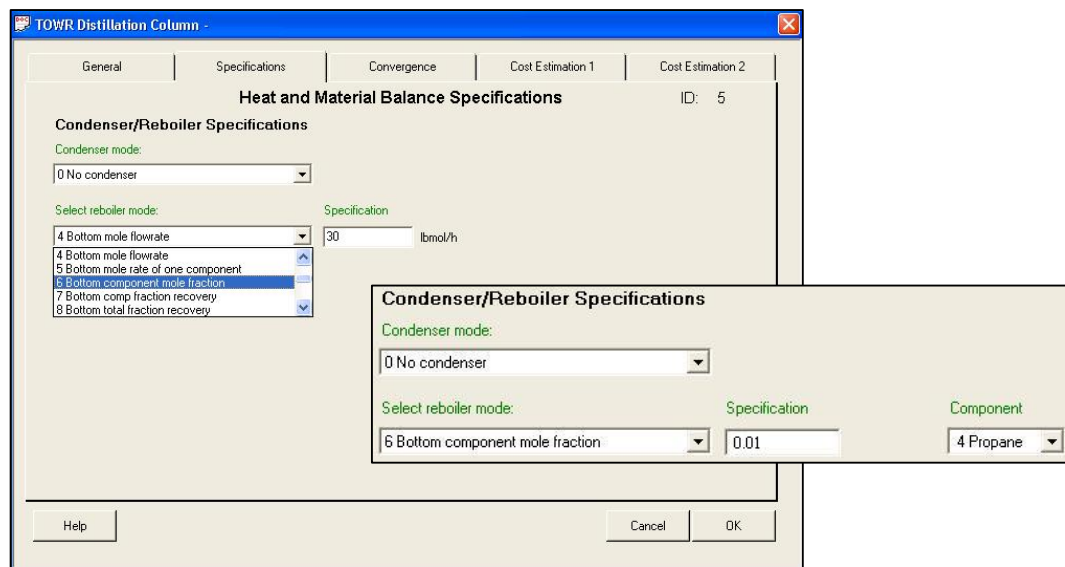 TOWR Distillation Column -
General Specifications Convergence Cost Estimation 1 Cost Estimation 2
Heat and Material Balance Specifications ID: 5
Condenser/Reboiler Specifications
Condenser mode:
0 No condenser
Select reboiler mode: Specification
4 Bottom mole flowrate 30 lbmol/h
4 Bottom mole flowrate
5 Bottom mole rate of one component
6 Bottom component mole fraction
7 Bottom comp fraction recovery
8 Bottom total fraction recovery
Condenser/Reboiler Specifications
Condenser mode:
0 No condenser
Select reboiler mode: Specification Component
6 Bottom component mole fraction 0.01 4 Propane
Help Cancel OK